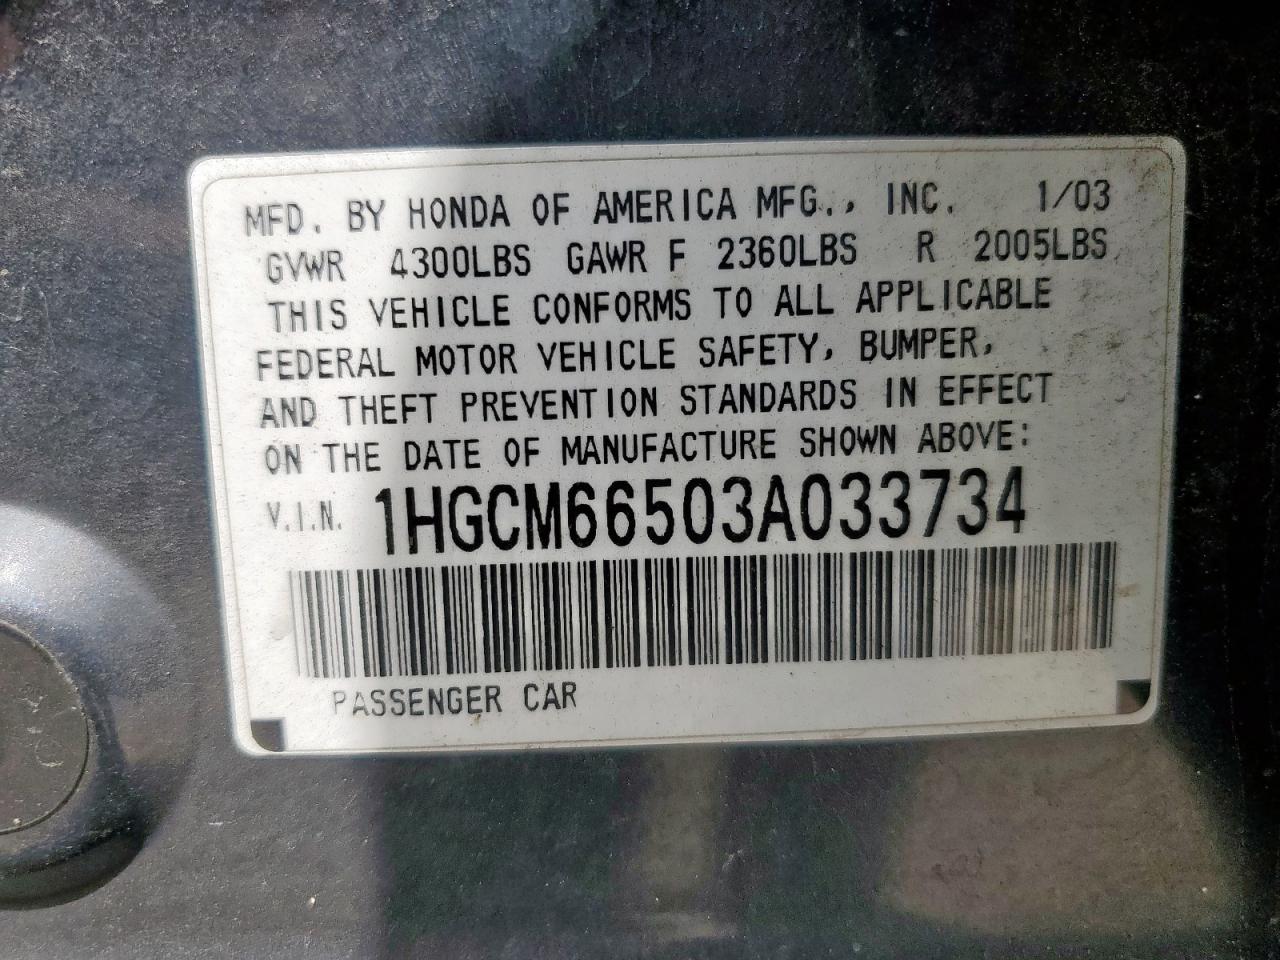 MFD. BY HONDA OF AMERICA MFG., INC. 1/03
GVWR 4300LBS GAWR F 2360LBS R 2005LBS
THIS VEHICLE CONFORMS TO ALL APPLICABLE
FEDERAL MOTOR VEHICLE SAFETY, BUMPER,
AND THEFT PREVENTION STANDARDS IN EFFECT
ON THE DATE OF MANUFACTURE SHOWN ABOVE:
V.I.N. 1HGCM66503A033734
PASSENGER CAR